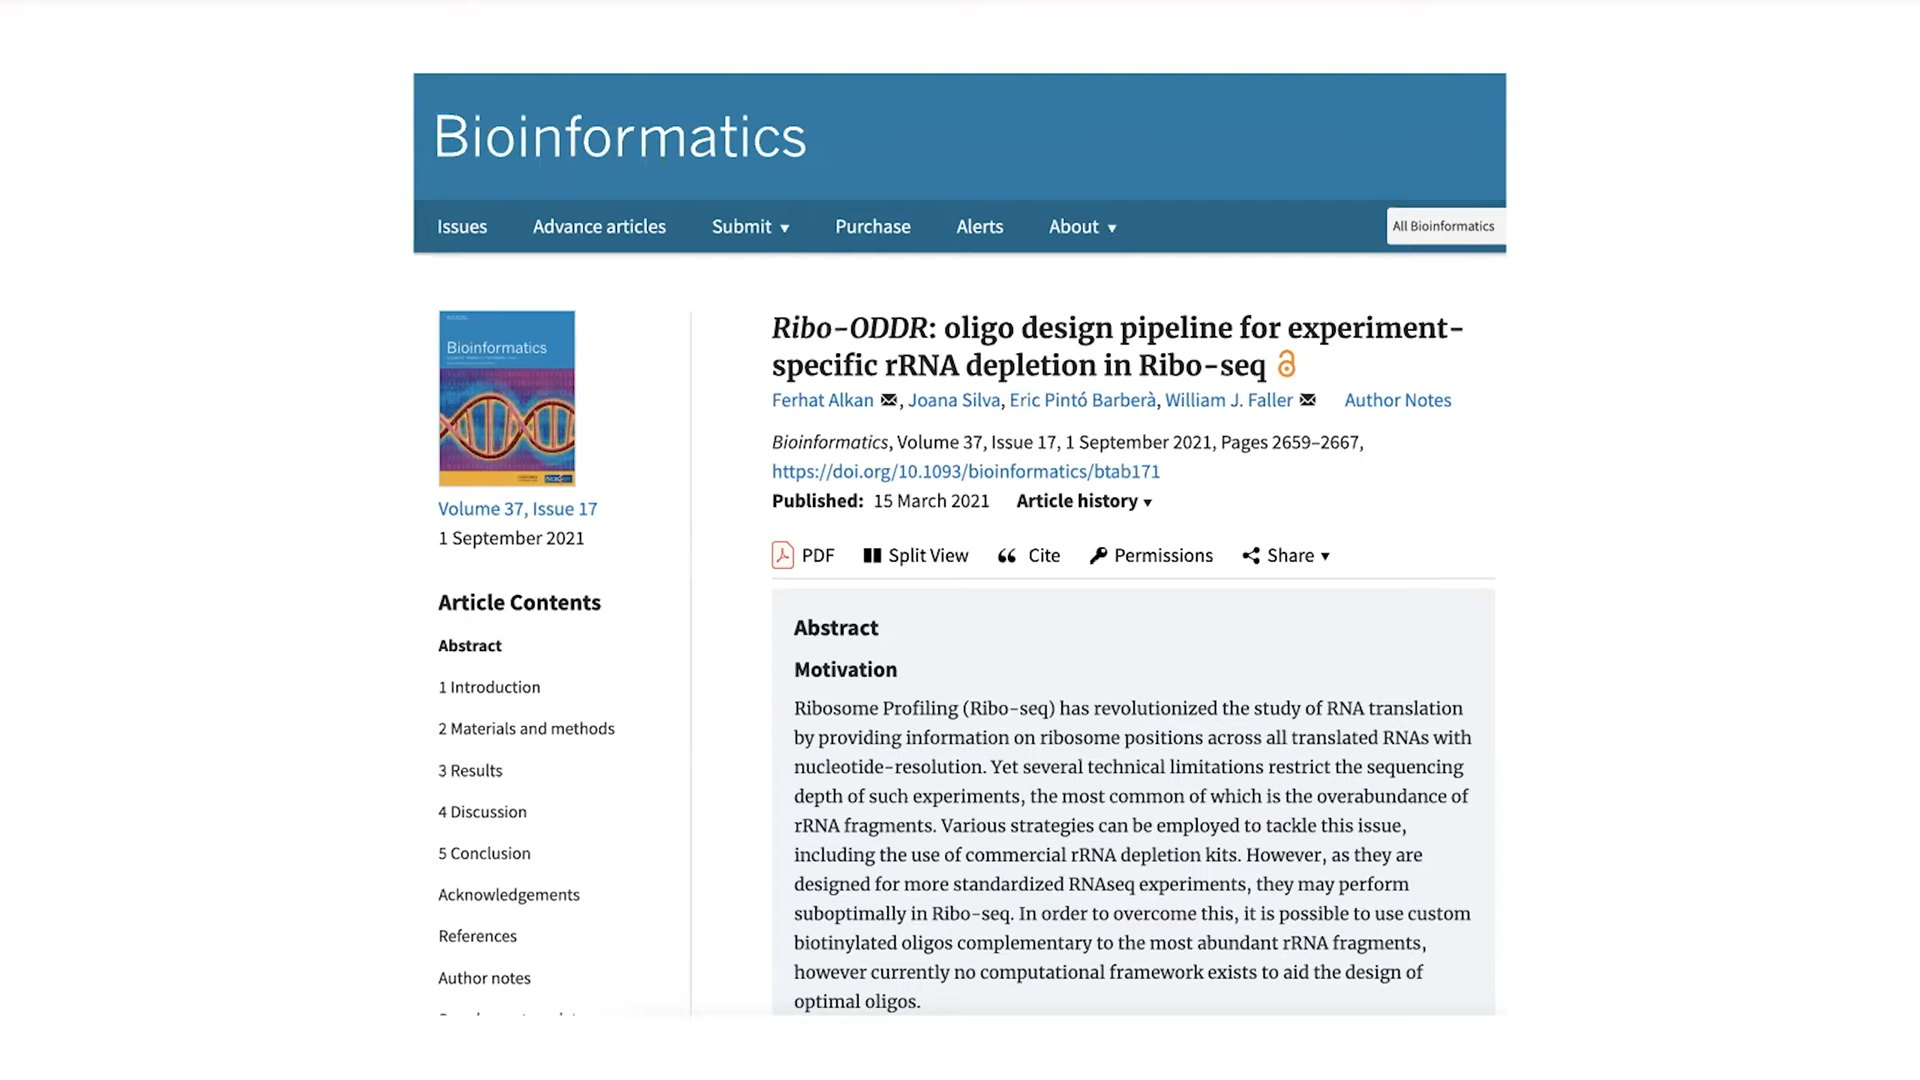 Bioinformatics
Issues Advance articles Submit ▼ Purchase Alerts About ▼ All Bioinformatics
Bioinformatics
Volume 37, Issue 17
1 September 2021
Article Contents
Abstract
1 Introduction
2 Materials and methods
3 Results
4 Discussion
5 Conclusion
Acknowledgements
References
Author notes
Ribo-ODDR: oligo design pipeline for experiment-
specific rRNA depletion in Ribo-seq
Ferhat Alkan, Joana Silva, Eric Pintó Barberà, William J. Faller Author Notes
Bioinformatics, Volume 37, Issue 17, 1 September 2021, Pages 2659–2667,
https://doi.org/10.1093/bioinformatics/btab171
Published: 15 March 2021 Article history ▼
PDF Split View Cite Permissions Share ▼
Abstract
Motivation
Ribosome Profiling (Ribo-seq) has revolutionized the study of RNA translation
by providing information on ribosome positions across all translated RNAs with
nucleotide-resolution. Yet several technical limitations restrict the sequencing
depth of such experiments, the most common of which is the overabundance of
rRNA fragments. Various strategies can be employed to tackle this issue,
including the use of commercial rRNA depletion kits. However, as they are
designed for more standardized RNAseq experiments, they may perform
suboptimally in Ribo-seq. In order to overcome this, it is possible to use custom
biotinylated oligos complementary to the most abundant rRNA fragments,
however currently no computational framework exists to aid the design of
optimal oligos.